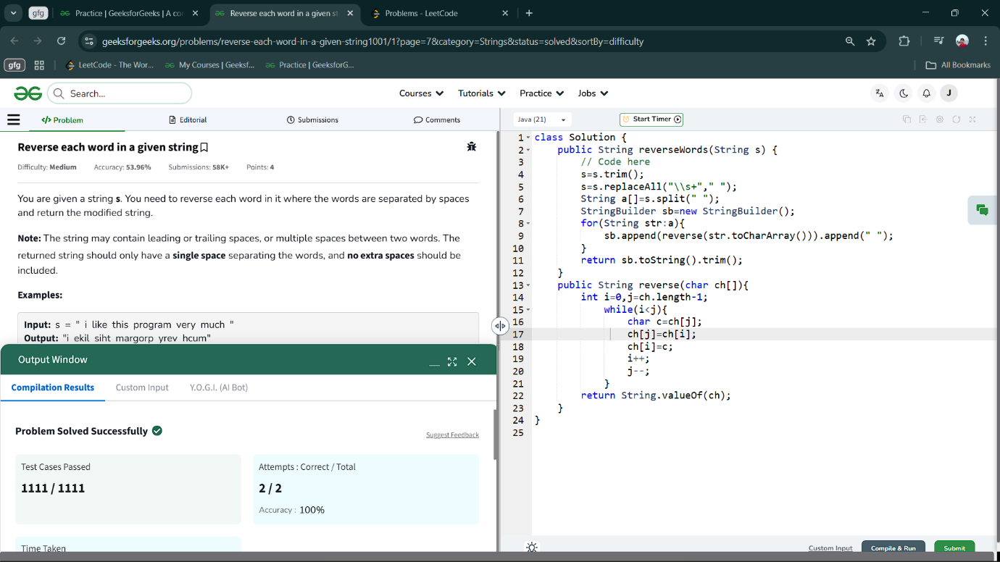 gfg
Practice | GeeksforGeeks | A co
Reverse each word in a given st
Problems - LeetCode
geeksforgeeks.org/problems/reverse-each-word-in-a-given-string1001/1?page=7&category=Strings&status=solved&sortBy=difficulty
gfg
LeetCode - The Wor...
My Courses | Geeksf...
Practice | GeeksforG...
All Bookmarks
Search...
Courses
Tutorials
Practice
Jobs
J
</> Problem
Editorial
Submissions
Comments
Java (21)
Start Timer
Reverse each word in a given string
Difficulty: Medium
Accuracy: 53.96%
Submissions: 58K+
Points: 4
You are given a string s. You need to reverse each word in it where the words are separated by spaces
and return the modified string.
Note: The string may contain leading or trailing spaces, or multiple spaces between two words. The
returned string should only have a single space separating the words, and no extra spaces should be
included.
Examples:
Input: s = " i like this program very much "
Output: "i ekil siht margorp yrev hcum"
Output Window
Compilation Results
Custom Input
Y.O.G.I. (AI Bot)
Problem Solved Successfully
Suggest Feedback
Test Cases Passed
1111 / 1111
Attempts : Correct / Total
2 / 2
Accuracy : 100%
Time Taken
1 class Solution {
2 public String reverseWords(String s) {
3 // Code here
4 s=s.trim();
5 s=s.replaceAll("\\s+"," ");
6 String a[]=s.split(" ");
7 StringBuilder sb=new StringBuilder();
8 for(String str:a){
9 sb.append(reverse(str.toCharArray())).append(" ");
10 }
11 return sb.toString().trim();
12 }
13 public String reverse(char ch[]){
14 int i=0,j=ch.length-1;
15 while(i<j){
16 char c=ch[j];
17 ch[j]=ch[i];
18 ch[i]=c;
19 i++;
20 j--;
21 }
22 return String.valueOf(ch);
23 }
24 }
25
Custom Input
Compile & Run
Submit